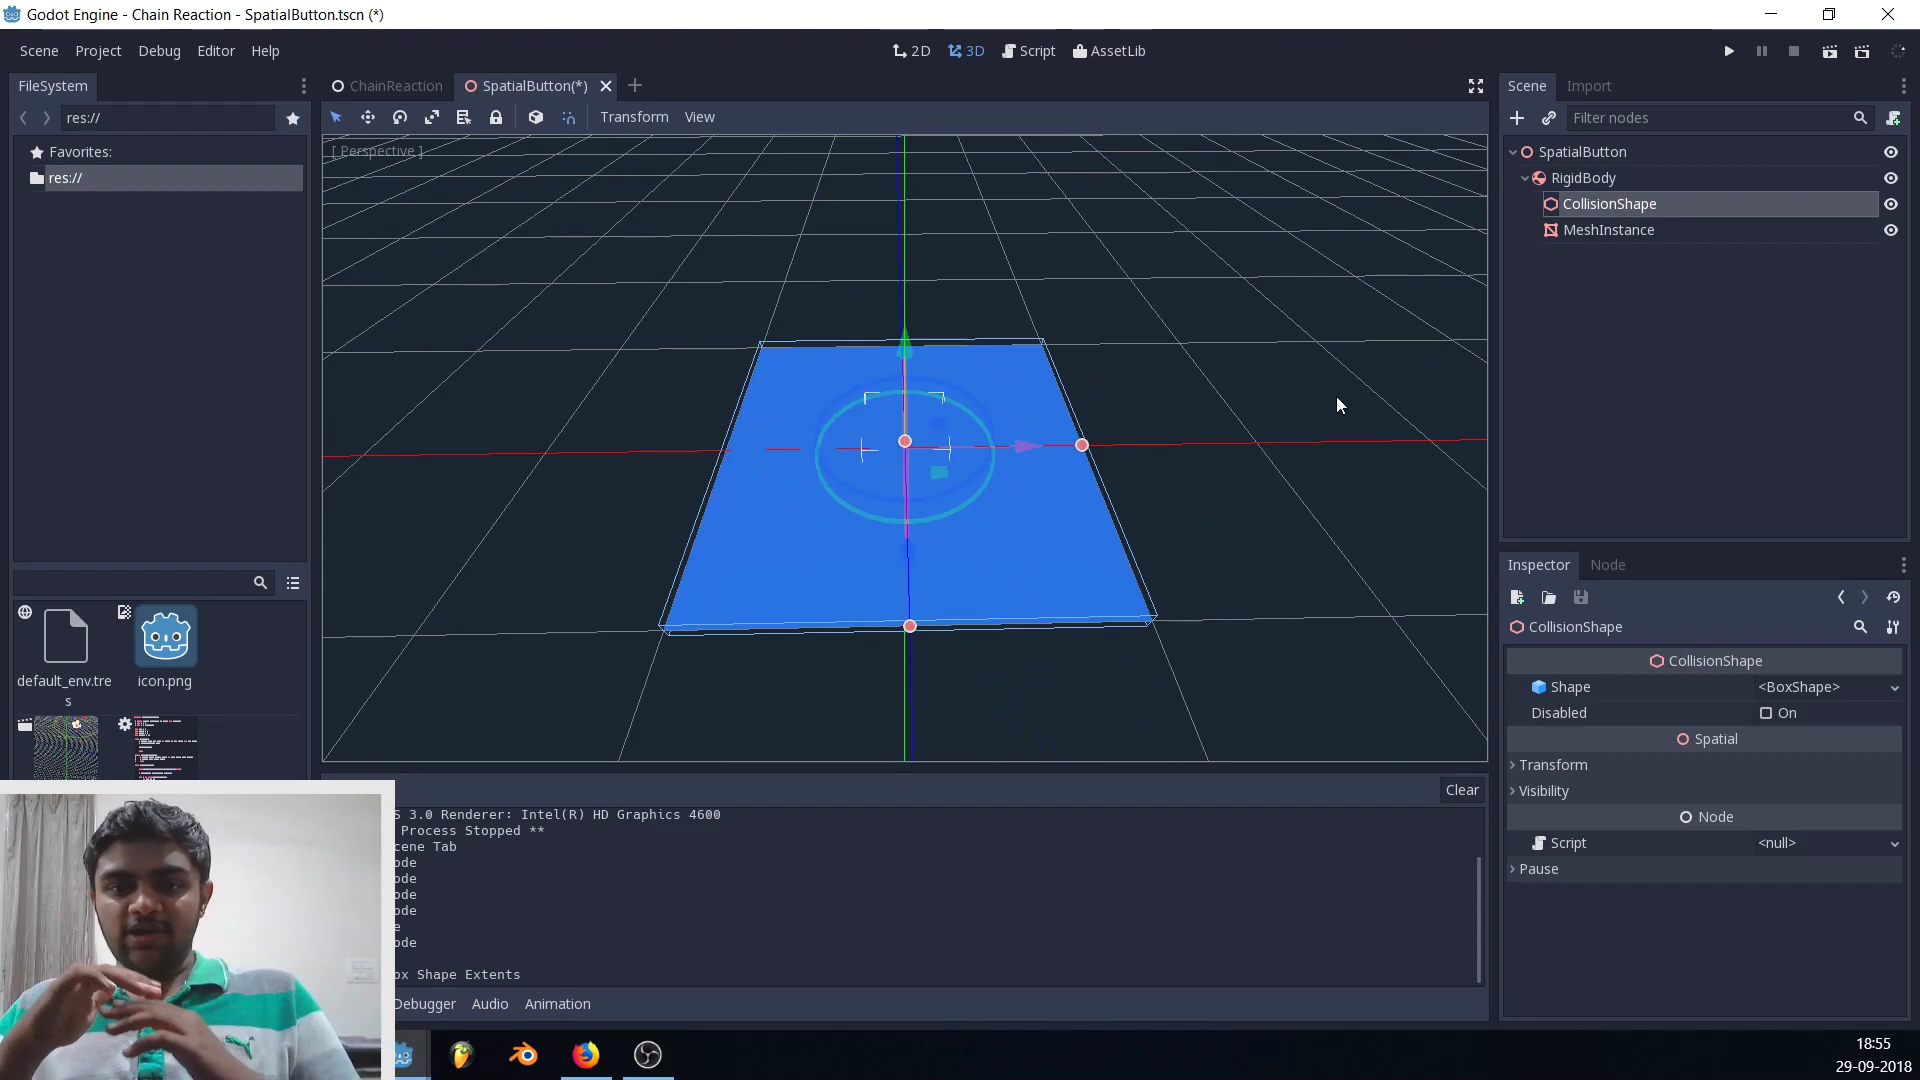 Godot Engine - Chain Reaction - SpatialButton.tscn (*)
Scene Project Debug Editor Help
2D 3D Script AssetLib
FileSystem
ChainReaction SpatialButton(*)
Scene Import
res://
Transform View
Filter nodes
Favorites:
res://
[ Perspective ]
SpatialButton
RigidBody
CollisionShape
MeshInstance
default_env.tre
s
icon.png
Inspector Node
CollisionShape
CollisionShape
Shape <BoxShape>
Disabled On
Spatial
Transform
Visibility
Node
Script <null>
Pause
Clear
S 3.0 Renderer: Intel(R) HD Graphics 4600
Process Stopped **
cene Tab
ode
ode
ode
ode
e
ode
ox Shape Extents
Debugger Audio Animation
18:55
29-09-2018